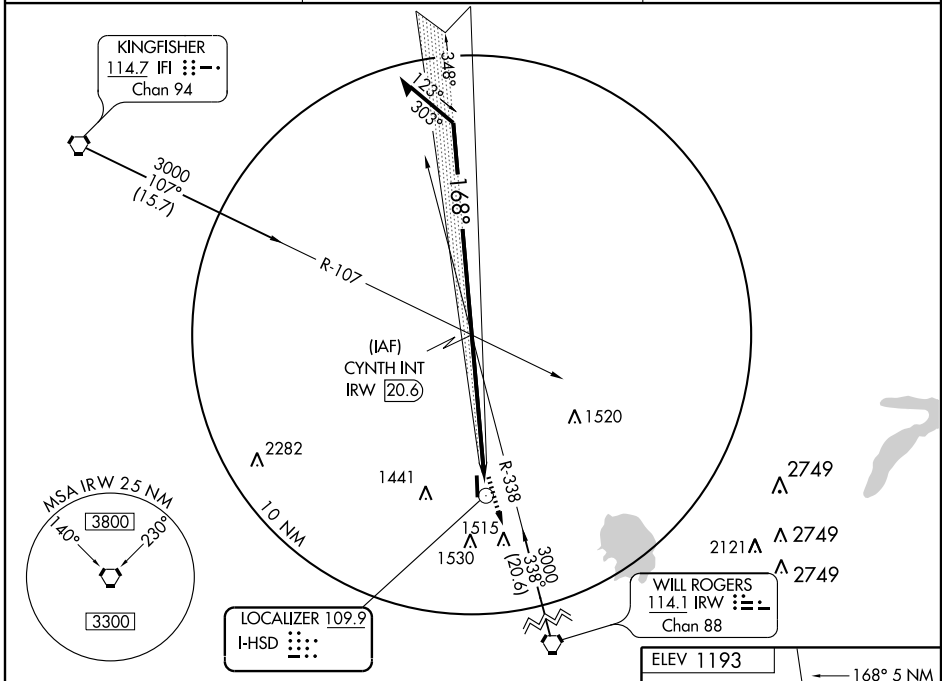 KINGFISHER
114.7 IFI
Chan 94
348°
123°
303°
168°
3000
107°
(15.7)
R-107
(IAF)
CYNTH INT
IRW 20.6
1520
2282
1441
10 NM
1515
1530
R-338
3000
338°
(20.6)
2749
2749
2121
2749
MSA IRW 25 NM
140°
230°
3800
3300
LOCALIZER 109.9
I-HSD
WILL ROGERS
114.1 IRW
Chan 88
ELEV 1193
168° 5 NM